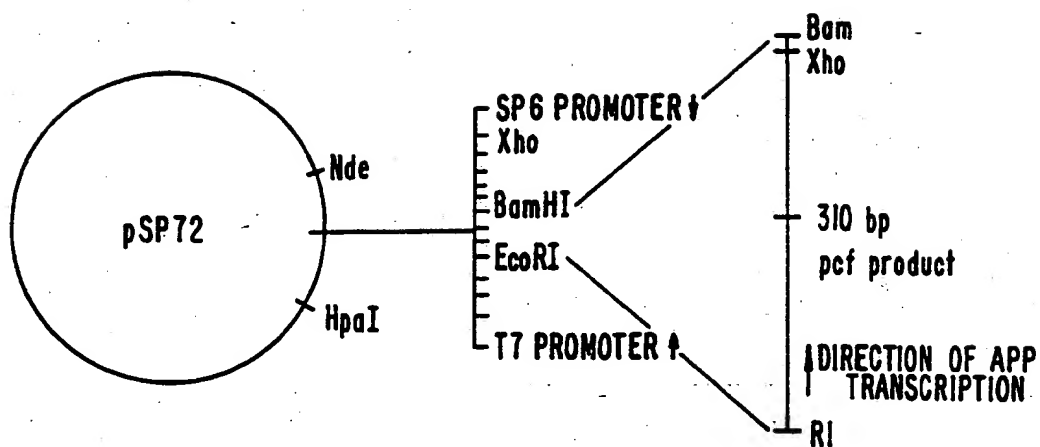 pSP72
Nde
HpaI
SP6 PROMOTER ↓
Xho
BamHI
EcoRI
T7 PROMOTER ↑
Bam
Xho
310 bp
pcf product
↑ DIRECTION OF APP
TRANSCRIPTION
RI